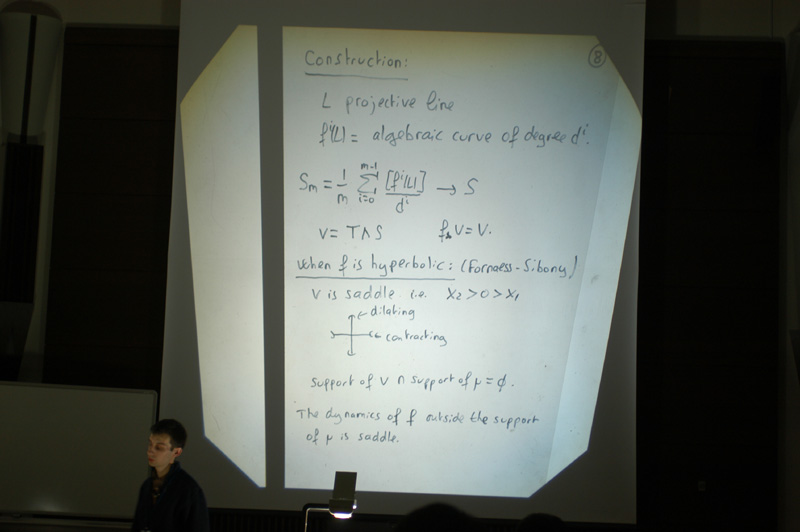 Construction:
8
L projective line
f^i(L) = algebraic curve of degree d^i.
S_m = 1/m Σ_{i=0}^{m-1} [f^i(L)]/d^i → S
ν = T∧S f_*ν = ν.
When f is hyperbolic: (Fornaess-Sibony)
ν is saddle i.e. χ_2 > 0 > χ_1
dilating
contracting
support of ν ∩ support of μ = ∅.
The dynamics of f outside the support
of μ is saddle.